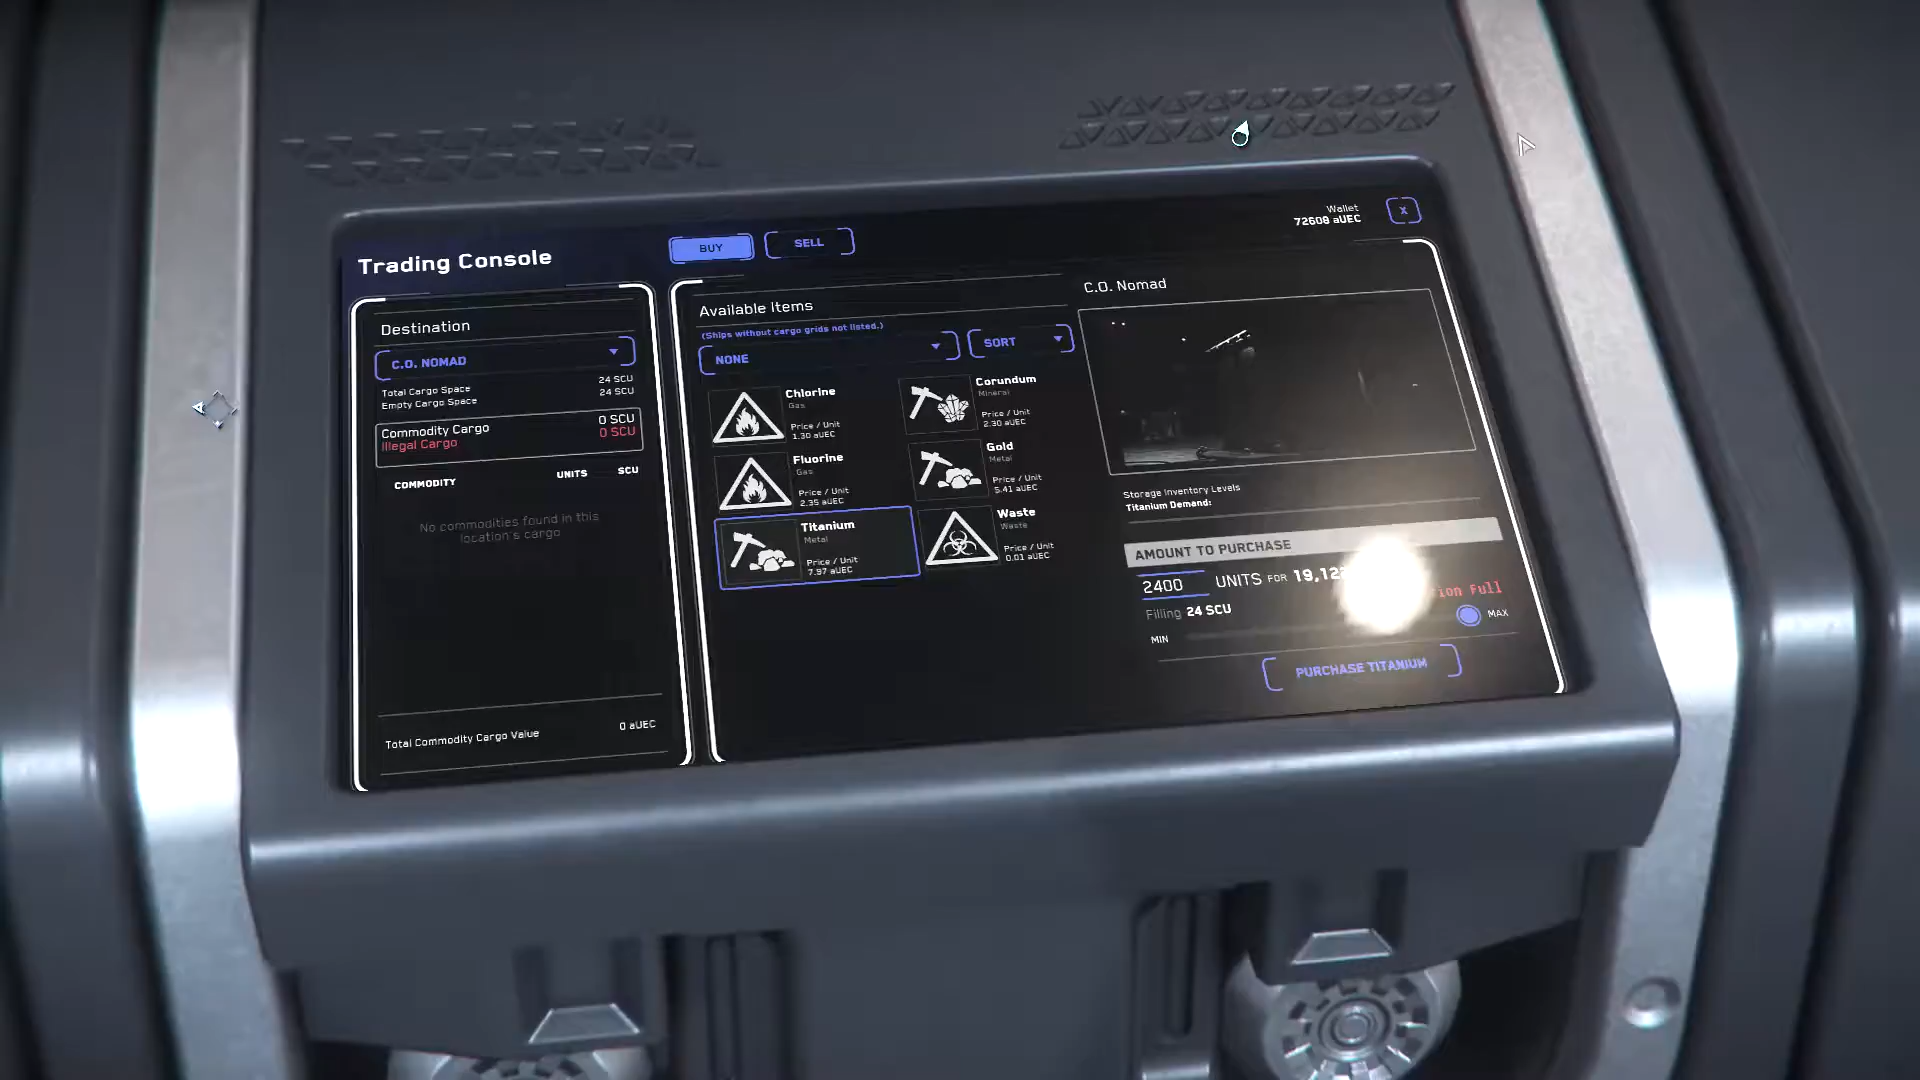 Wallet
72608 aUEC
X
Trading Console
BUY
SELL
Destination
C.O. NOMAD
Total Cargo Space 24 SCU
Empty Cargo Space 24 SCU
Commodity Cargo 0 SCU
Illegal Cargo 0 SCU
COMMODITY UNITS SCU
No commodities found in this
location's cargo
Total Commodity Cargo Value 0 aUEC
Available Items
(Ships without cargo grids not listed.)
NONE
SORT
Chlorine
Gas
Price / Unit
1.30 aUEC
Corundum
Mineral
Price / Unit
2.30 aUEC
Fluorine
Gas
Price / Unit
2.35 aUEC
Gold
Metal
Price / Unit
5.41 aUEC
Titanium
Metal
Price / Unit
7.97 aUEC
Waste
Waste
Price / Unit
0.01 aUEC
C.O. Nomad
Storage Inventory Levels
Titanium Demand:
AMOUNT TO PURCHASE
2400 UNITS FOR
Full
Filling 24 SCU
MIN
MAX
PURCHASE TITANIUM